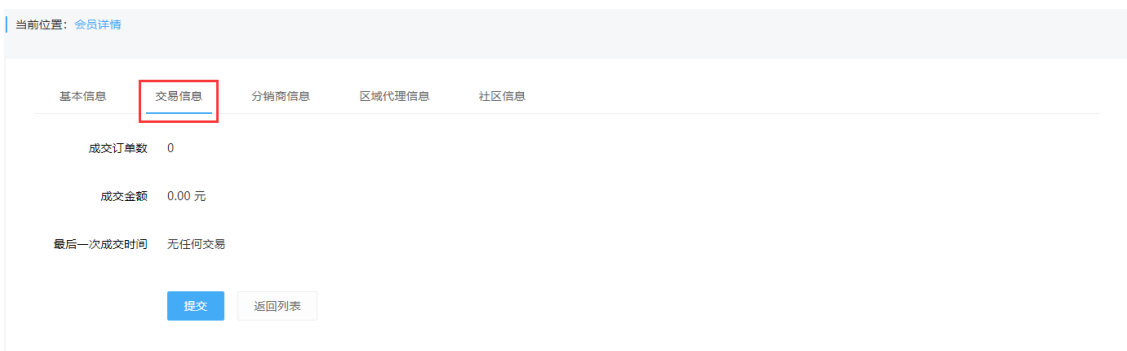 当前位置：会员详情
基本信息 交易信息 分销商信息 区域代理信息 社区信息
成交订单数 0
成交金额 0.00 元
最后一次成交时间 无任何交易
提交 返回列表